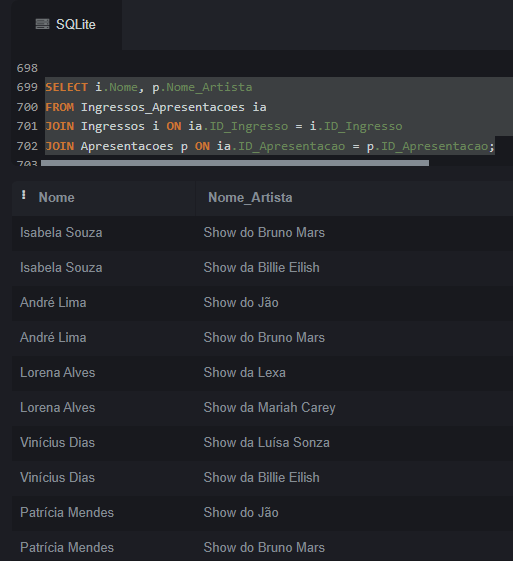 SQLite
698
699 SELECT i.Nome, p.Nome_Artista
700 FROM Ingressos_Apresentacoes ia
701 JOIN Ingressos i ON ia.ID_Ingresso = i.ID_Ingresso
702 JOIN Apresentacoes p ON ia.ID_Apresentacao = p.ID_Apresentacao;
703
Nome Nome_Artista
Isabela Souza Show do Bruno Mars
Isabela Souza Show da Billie Eilish
André Lima Show do Jão
André Lima Show do Bruno Mars
Lorena Alves Show da Lexa
Lorena Alves Show da Mariah Carey
Vinícius Dias Show da Luísa Sonza
Vinícius Dias Show da Billie Eilish
Patrícia Mendes Show do Jão
Patrícia Mendes Show do Bruno Mars